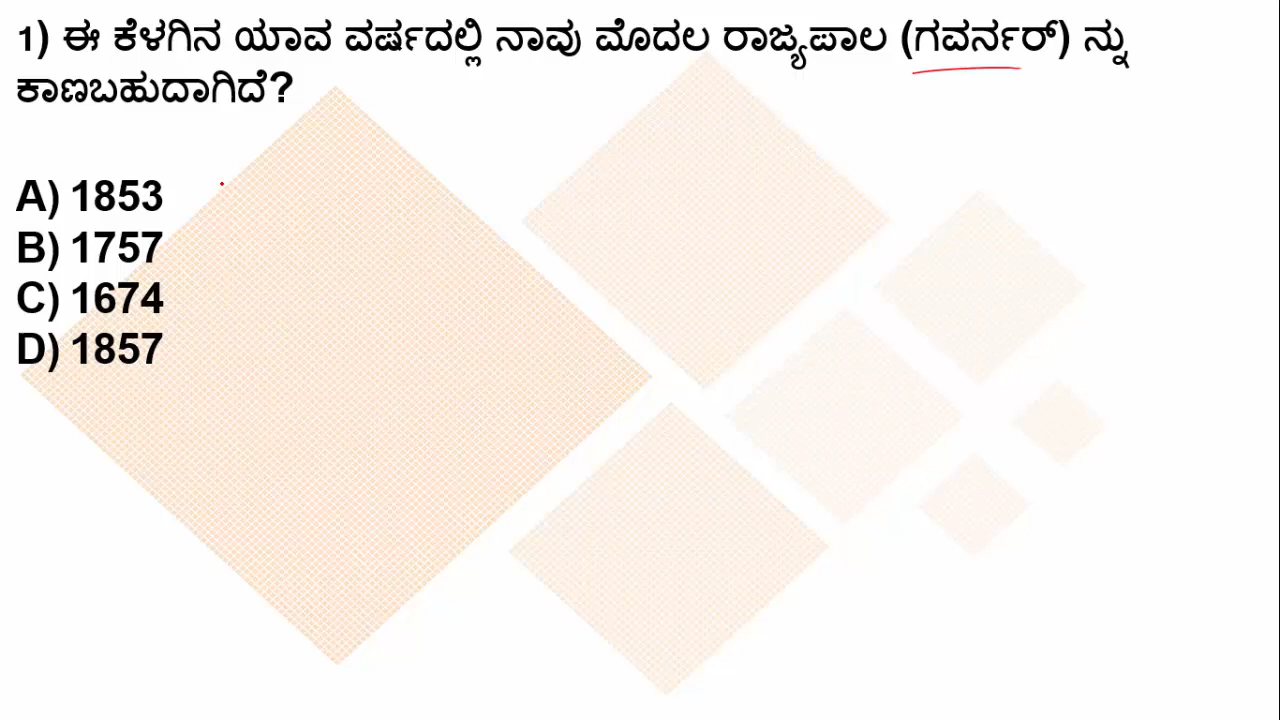 1) ಈ ಕೆಳಗಿನ ಯಾವ ವರ್ಷದಲ್ಲಿ ನಾವು ಮೊದಲ ರಾಜ್ಯಪಾಲ (ಗವರ್ನರ್) ನ್ನು
ಕಾಣಬಹುದಾಗಿದೆ?
A) 1853
B) 1757
C) 1674
D) 1857